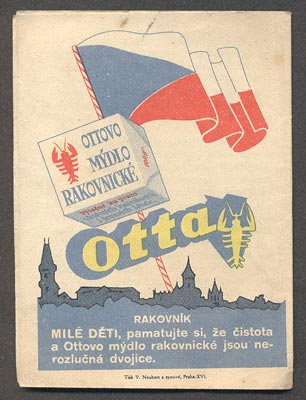 OTTOVO
MÝDLO
RAKOVNICKÉ
Otta
RAKOVNÍK
MILÉ DĚTI, pamatujte si, že čistota
a Ottovo mýdlo rakovnické jsou ne-
rozlučná dvojice.
Tisk V. Neubert a synové, Praha-XVI.